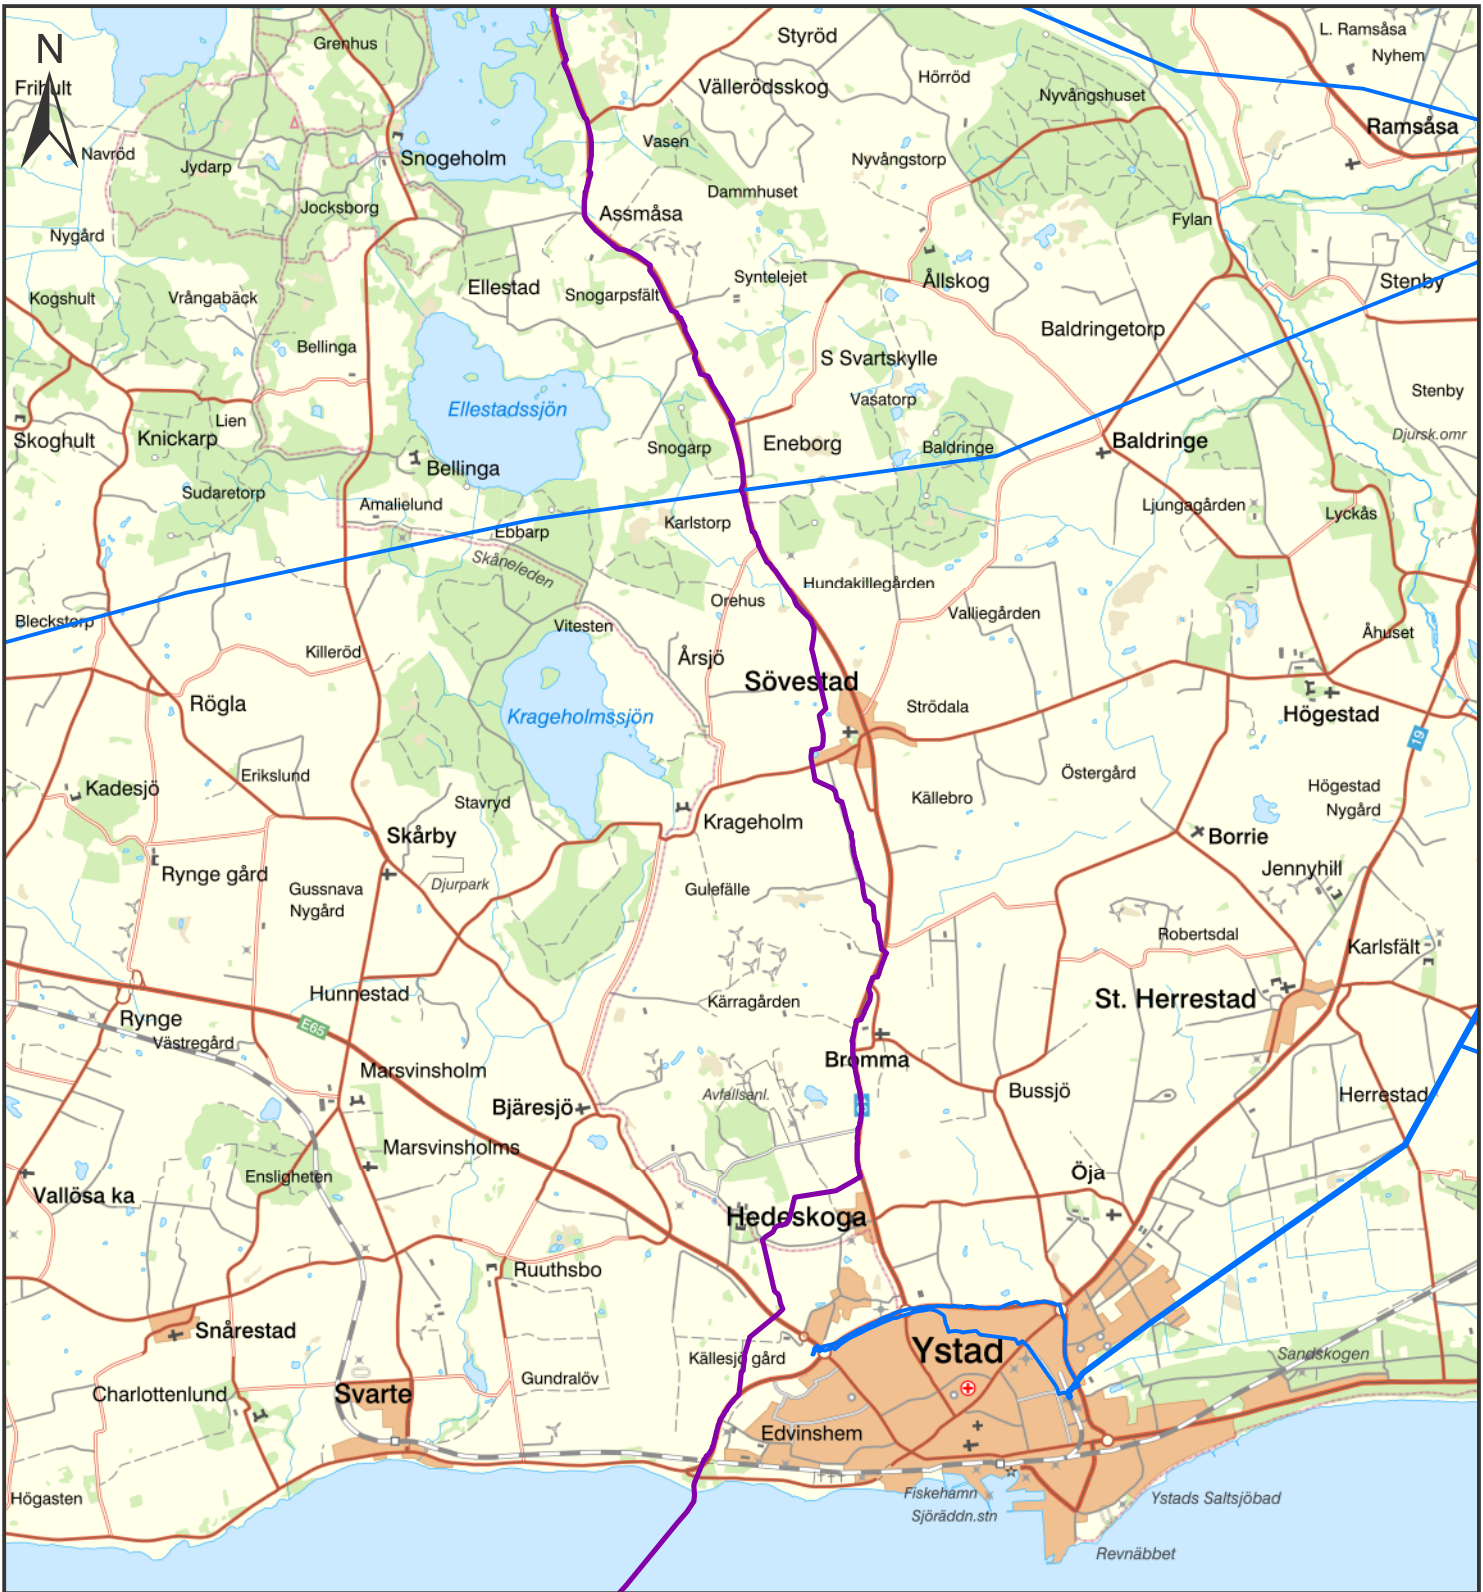 Styröd
L. Ramsåsa
N
Grenhus
Nyhem
Hörröd
Frihult
Vällerödsskog
Nyvångshuset
Ramsåsa
Vasen
Navröd
Snogeholm
Nyvångstorp
Jydarp
Dammhuset
Jocksborg
Assmåsa
Fylan
Nygård
Syntelejet
Ållskog
Stenby
Ellestad
Snogarpsfält
Kogshult
Vrångabäck
Baldringetorp
Bellinga
S Svartskylle
Stenby
Vasatorp
Ellestadssjön
Lien
Djursk.omr
Skoghult
Knickarp
Snogarp
Eneborg
Baldringe
Baldringe
Bellinga
Sudaretorp
Amalielund
Ljungagården
Lyckås
Karlstorp
Ebbarp
Skåneleden
Hundakillegården
Orehus
Valliegården
Bleckstorp
Vitesten
Åhuset
Killeröd
Årsjö
Sövestad
Rögla
Krageholmssjön
Strödala
Högestad
19
Erikslund
Östergård
Kadesjö
Högestad
Nygård
Stavryd
Källebro
Krageholm
Skårby
Borrie
Rynge gård
Jennyhill
Djurpark
Gussnava
Nygård
Gulefälle
Robertsdal
Karlsfält
Hunnestad
Kärragården
St. Herrestad
Rynge
E65
Västregård
Bromma
Marsvinsholm
Bussjö
Avfallsanl.
Herrestad
Bjäresjö
Marsvinsholms
Ensligheten
Öja
Vallösa ka
Hedeskoga
Ruuthsbo
Snårestad
Ystad
Källesjö gård
Sandskogen
Gundralöv
Charlottenlund
Svarte
Edvinshem
Högasten
Fiskehamn
Ystads Saltsjöbad
Sjöräddn.stn
Revnäbbet